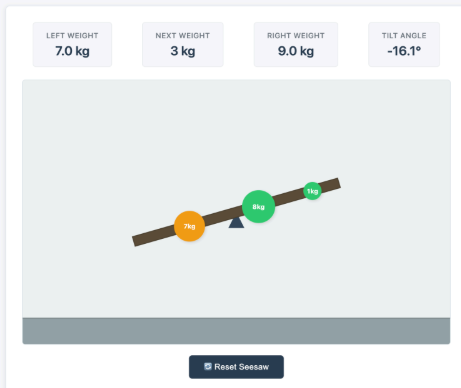 LEFT WEIGHT
7.0 kg
NEXT WEIGHT
3 kg
RIGHT WEIGHT
9.0 kg
TILT ANGLE
-16.1°
1kg
8kg
7kg
Reset Seesaw